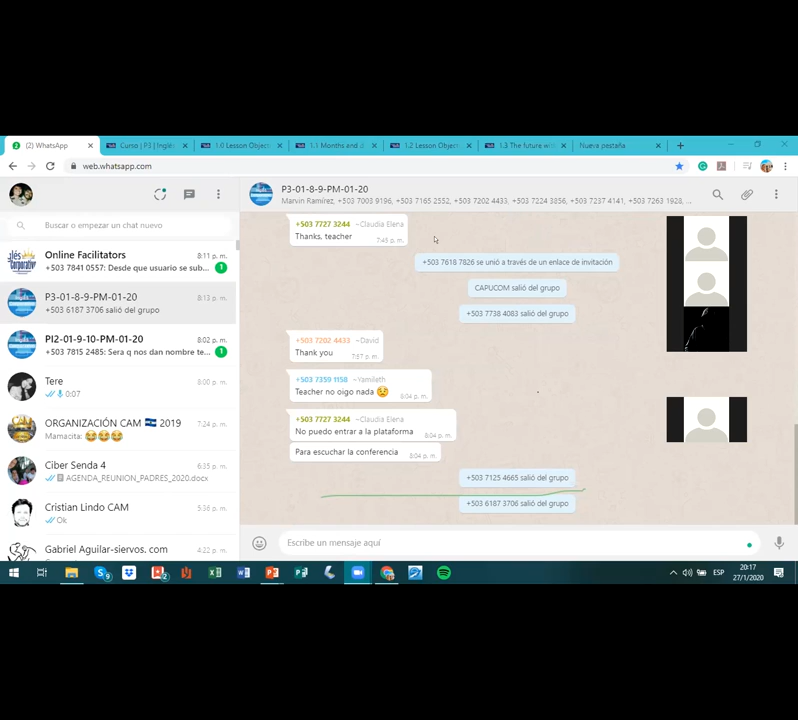 (2) WhatsApp
Curso | P3 | Inglé
1.0 Lesson Object
1.1 Months and
1.2 Lesson Objec
1.3 The future wit
Nueva pestaña
web.whatsapp.com
P3-01-8-9-PM-01-20
Marvin Ramírez, +503 7003 9196, +503 7165 2552, +503 7202 4433, +503 7224 3856, +503 7237 4141, +503 7263 1928, ...
Buscar o empezar un chat nuevo
Online Facilitators
8:11 p. m.
+503 7841 0557: Desde que usuario se sub...
1
P3-01-8-9-PM-01-20
8:13 p. m.
+503 6187 3706 salió del grupo
PI2-01-9-10-PM-01-20
8:02 p. m.
+503 7815 2485: Sera q nos dan nombre te...
1
Tere
8:00 p. m.
0:07
ORGANIZACIÓN CAM 🇸🇻 2019
7:24 p. m.
Mamacita: 😂😂😂
Ciber Senda 4
6:35 p. m.
AGENDA_REUNION_PADRES_2020.docx
Cristian Lindo CAM
5:36 p. m.
Ok
Gabriel Aguilar-siervos. com
4:22 p. m.
+503 7727 3244 ~Claudia Elena
Thanks, teacher
7:45 p. m.
+503 7618 7826 se unió a través de un enlace de invitación
CAPUCOM salió del grupo
+503 7738 4083 salió del grupo
+503 7202 4433 ~David
Thank you
7:57 p. m.
+503 7359 1158 ~Yamileth
Teacher no oigo nada 😟
8:04 p. m.
+503 7727 3244 ~Claudia Elena
No puedo entrar a la plataforma
8:04 p. m.
Para escuchar la conferencia
8:04 p. m.
+503 7125 4665 salió del grupo
+503 6187 3706 salió del grupo
Escribe un mensaje aquí
ESP
20:17
27/1/2020